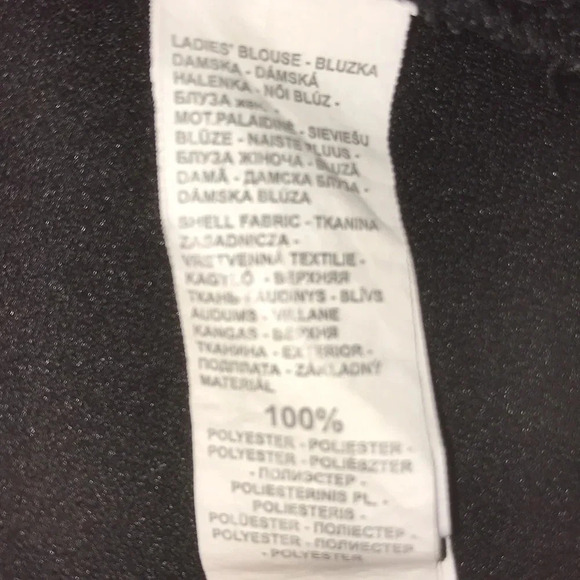 LADIES' BLOUSE - BLUZKA
DAMSKA - DÁMSKÁ
HALENKA - NŐI BLÚZ -
БЛУЗА
MOT.PALAIDINĖ - SIEVIEŠU
BLŪZE - NAISTE PLUUS -
БЛУЗА ЖІНОЧА - BLUZĂ
DAMĂ - ДАМСКА БЛУЗА -
DÁMSKA BLÚZA
SHELL FABRIC - TKANINA
ZASADNICZA -
VRSTVENNÁ TEXTILIE -
KAGYLÓ - ВЕРХНЯЯ
ТКАНЬ - AUDINYS - BLĪVS
AUDUMS - VILLANE
KANGAS - ВЕРХНЯ
ТКАНИНА - EXTERIOR -
ПОДПЛАТА - ZÁKLADNÝ
MATERIÁL
100%
POLYESTER - POLIESTER -
POLYESTER - POLIÉSZTER
- ПОЛИЭСТЕР -
POLIESTERINIS PL. -
POLIESTERIS -
POLÜESTER - ПОЛІЕСТЕР -
POLYESTER - ПОЛИЕСТЕР
- POLYESTER